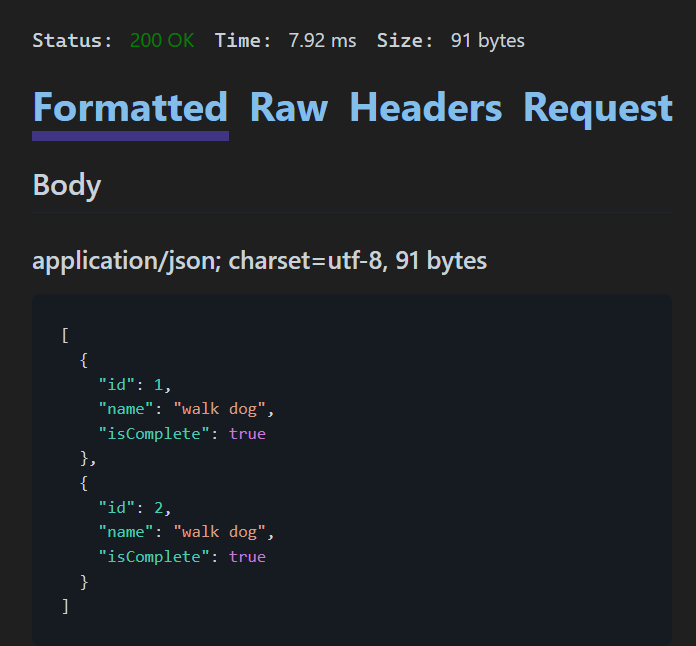 Status: 200 OK Time: 7.92 ms Size: 91 bytes
Formatted Raw Headers Request
Body
application/json; charset=utf-8, 91 bytes
[
  {
    "id": 1,
    "name": "walk dog",
    "isComplete": true
  },
  {
    "id": 2,
    "name": "walk dog",
    "isComplete": true
  }
]